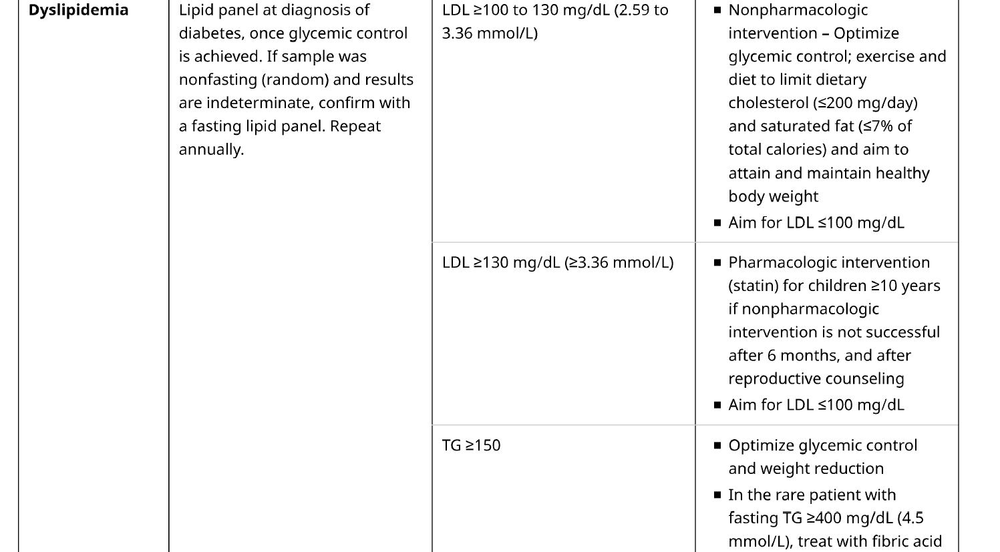 Dyslipidemia
Lipid panel at diagnosis of
diabetes, once glycemic control
is achieved. If sample was
nonfasting (random) and results
are indeterminate, confirm with
a fasting lipid panel. Repeat
annually.
LDL ≥100 to 130 mg/dL (2.59 to
3.36 mmol/L)
▪ Nonpharmacologic
intervention – Optimize
glycemic control; exercise and
diet to limit dietary
cholesterol (≤200 mg/day)
and saturated fat (≤7% of
total calories) and aim to
attain and maintain healthy
body weight
▪ Aim for LDL ≤100 mg/dL
LDL ≥130 mg/dL (≥3.36 mmol/L)
▪ Pharmacologic intervention
(statin) for children ≥10 years
if nonpharmacologic
intervention is not successful
after 6 months, and after
reproductive counseling
▪ Aim for LDL ≤100 mg/dL
TG ≥150
▪ Optimize glycemic control
and weight reduction
▪ In the rare patient with
fasting TG ≥400 mg/dL (4.5
mmol/L), treat with fibric acid